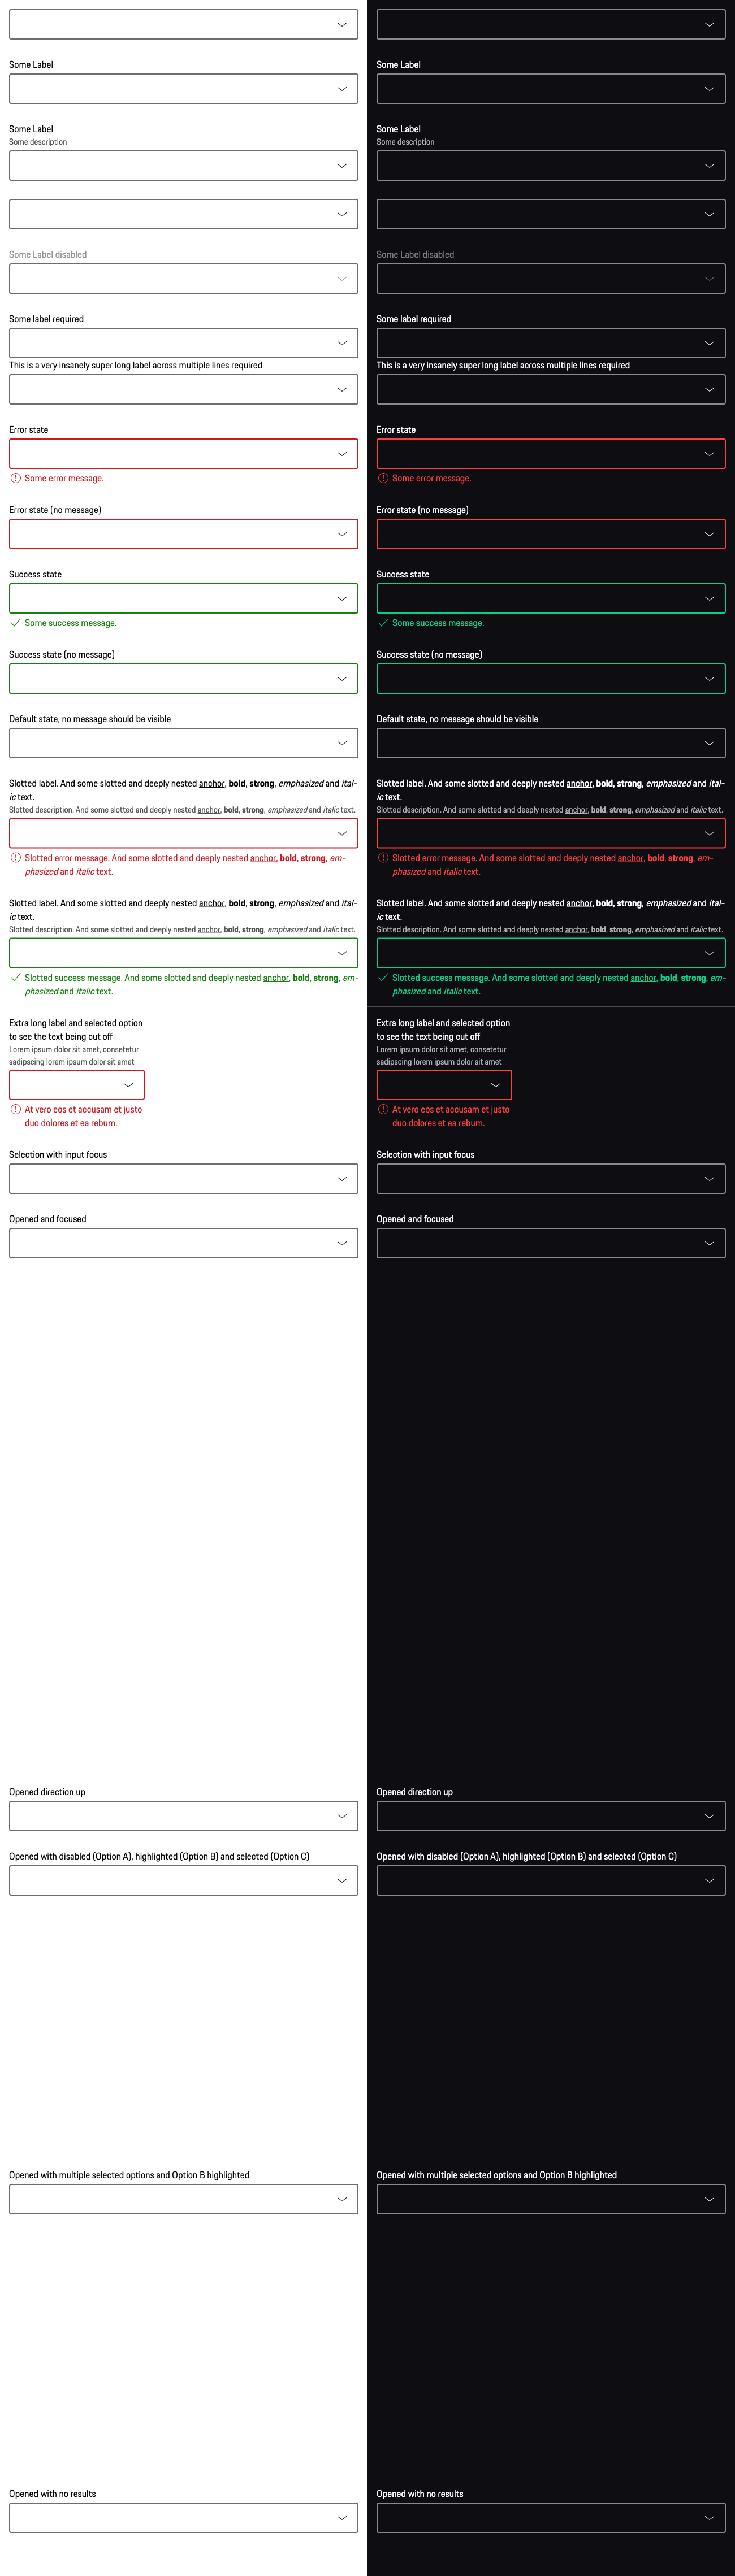 Some Label
Some Label
Some description
Some Label disabled
Some label required
This is a very insanely super long label across multiple lines required
Error state
Some error message.
Error state (no message)
Success state
Some success message.
Success state (no message)
Default state, no message should be visible
Slotted label. And some slotted and deeply nested anchor, bold, strong, emphasized and ital-
ic text.
Slotted description. And some slotted and deeply nested anchor, bold, strong, emphasized and italic text.
Slotted error message. And some slotted and deeply nested anchor, bold, strong, em-
phasized and italic text.
Slotted label. And some slotted and deeply nested anchor, bold, strong, emphasized and ital-
ic text.
Slotted description. And some slotted and deeply nested anchor, bold, strong, emphasized and italic text.
Slotted success message. And some slotted and deeply nested anchor, bold, strong, em-
phasized and italic text.
Extra long label and selected option
to see the text being cut off
Lorem ipsum dolor sit amet, consetetur
sadipscing lorem ipsum dolor sit amet
At vero eos et accusam et justo
duo dolores et ea rebum.
Selection with input focus
Opened and focused
Opened direction up
Opened with disabled (Option A), highlighted (Option B) and selected (Option C)
Opened with multiple selected options and Option B highlighted
Opened with no results
Some Label
Some Label
Some description
Some Label disabled
Some label required
This is a very insanely super long label across multiple lines required
Error state
Some error message.
Error state (no message)
Success state
Some success message.
Success state (no message)
Default state, no message should be visible
Slotted label. And some slotted and deeply nested anchor, bold, strong, emphasized and ital-
ic text.
Slotted description. And some slotted and deeply nested anchor, bold, strong, emphasized and italic text.
Slotted error message. And some slotted and deeply nested anchor, bold, strong, em-
phasized and italic text.
Slotted label. And some slotted and deeply nested anchor, bold, strong, emphasized and ital-
ic text.
Slotted description. And some slotted and deeply nested anchor, bold, strong, emphasized and italic text.
Slotted success message. And some slotted and deeply nested anchor, bold, strong, em-
phasized and italic text.
Extra long label and selected option
to see the text being cut off
Lorem ipsum dolor sit amet, consetetur
sadipscing lorem ipsum dolor sit amet
At vero eos et accusam et justo
duo dolores et ea rebum.
Selection with input focus
Opened and focused
Opened direction up
Opened with disabled (Option A), highlighted (Option B) and selected (Option C)
Opened with multiple selected options and Option B highlighted
Opened with no results